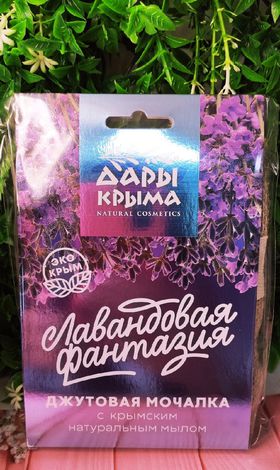 ДАРЫ
КРЫМА
NATURAL COSMETICS
ЭКО
КРЫМ
Лавандовая
фантазия
ДЖУТОВАЯ МОЧАЛКА
С КРЫМСКИМ
НАТУРАЛЬНЫМ МЫЛОМ